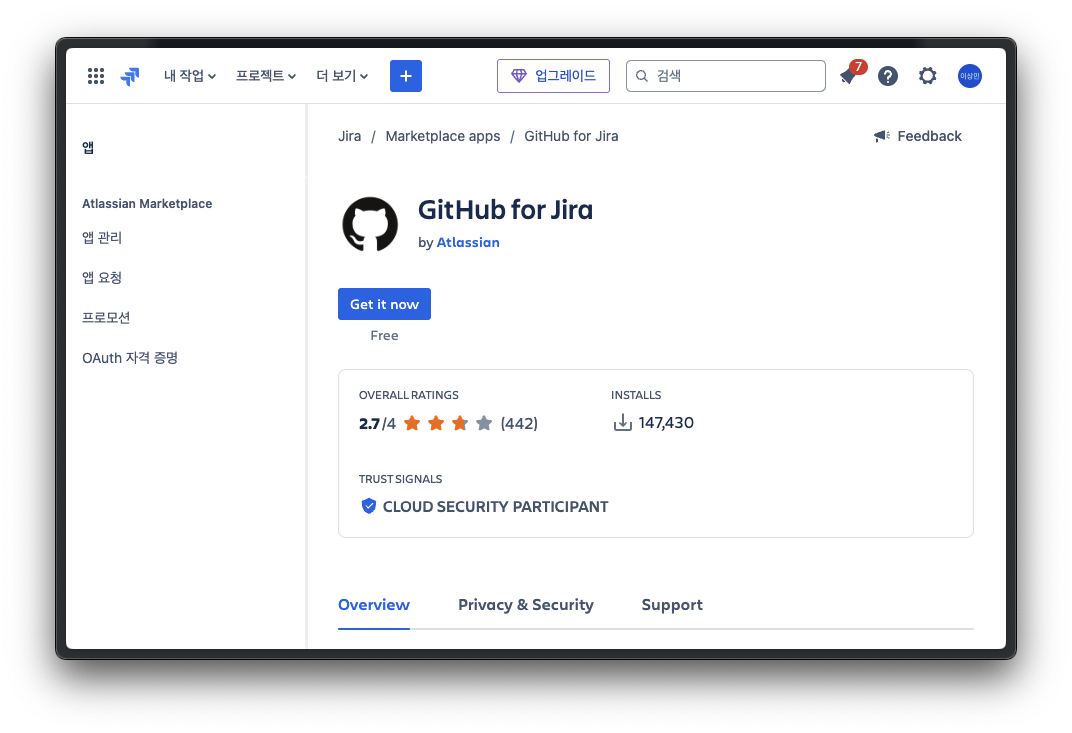 내 작업 프로젝트 더 보기 + 업그레이드 검색 7 ? 이상민
앱
Atlassian Marketplace
앱 관리
앱 요청
프로모션
OAuth 자격 증명
Jira / Marketplace apps / GitHub for Jira Feedback
GitHub for Jira
by Atlassian
Get it now
Free
OVERALL RATINGS INSTALLS
2.7/4 (442) 147,430
TRUST SIGNALS
CLOUD SECURITY PARTICIPANT
Overview Privacy & Security Support